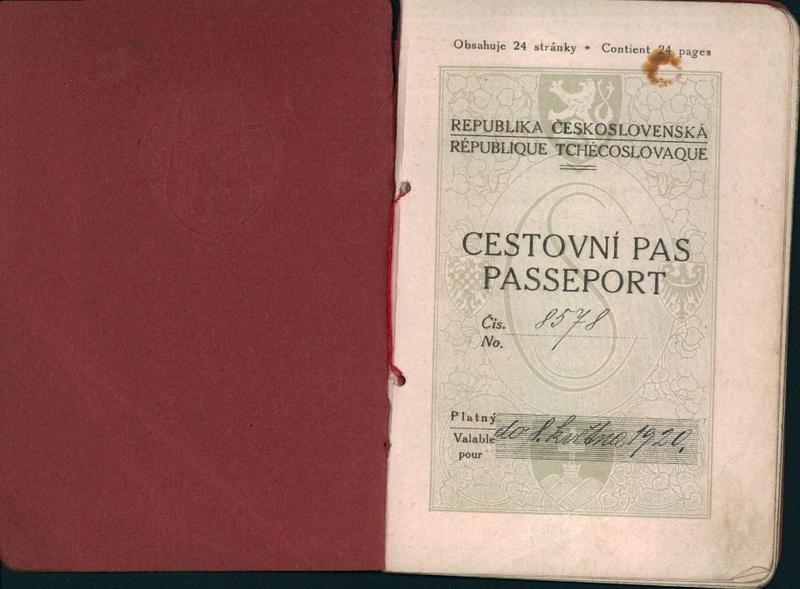 Obsahuje 24 stránky * Contient 24 pages
REPUBLIKA ČESKOSLOVENSKÁ
RÉPUBLIQUE TCHÉCOSLOVAQUE
CESTOVNÍ PAS
PASSEPORT
Čís. 8578
No.
Platný
Valable do 8. května 1920.
pour